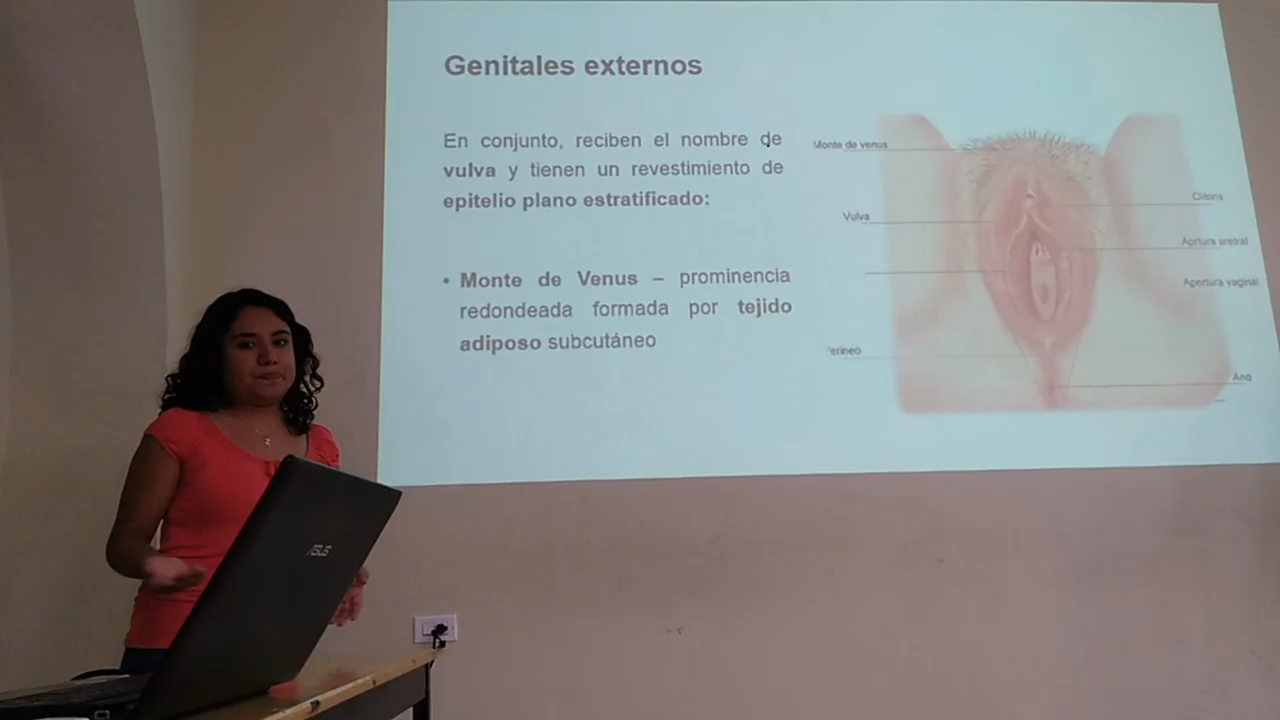 Genitales externos
En conjunto, reciben el nombre de
vulva y tienen un revestimiento de
epitelio plano estratificado:
• Monte de Venus – prominencia
redondeada formada por tejido
adiposo subcutáneo
Monte de venus
Clitoris
Vulva
Apertura uretral
Apertura vaginal
erineo
Ano
ASUS